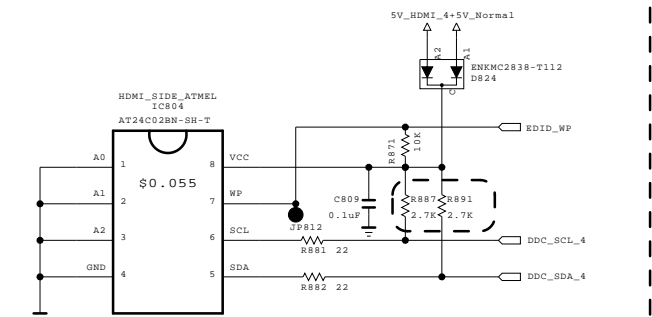 5V_HDMI_4+5V_Normal
A2
A1
ENKMC2838-T112
D824
C
HDMI_SIDE_ATMEL
IC804
AT24C02BN-SH-T
EDID_WP
R871
10K
A0
1
8
VCC
$0.055
A1
2
7
WP
C809
0.1uF
R887
2.7K
R891
2.7K
JP812
A2
3
6
SCL
R881 22
DDC_SCL_4
GND
4
5
SDA
R882 22
DDC_SDA_4